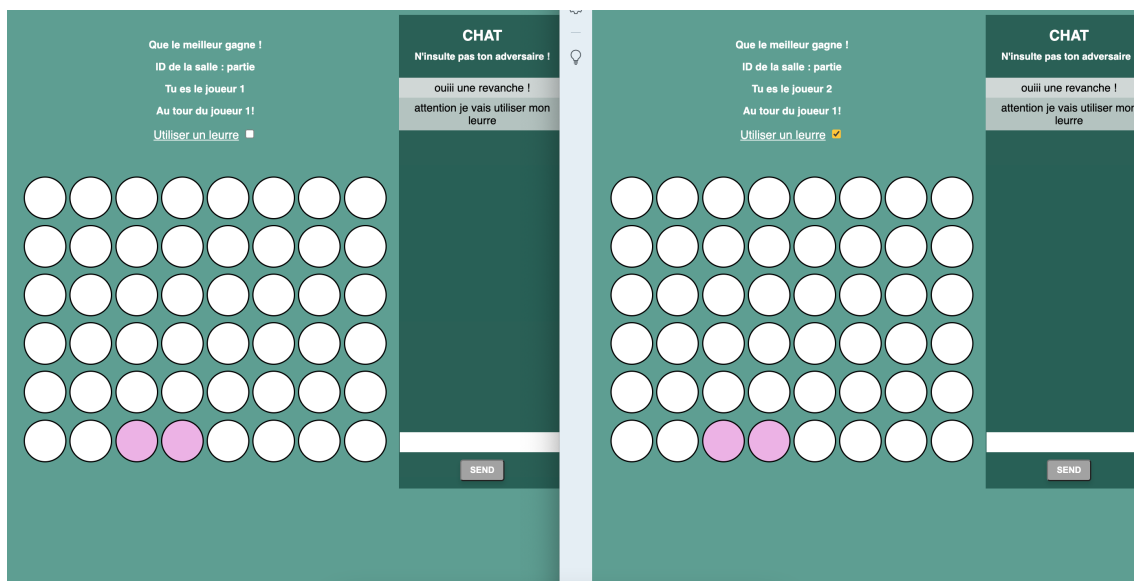 Que le meilleur gagne !
ID de la salle : partie
Tu es le joueur 1
Au tour du joueur 1!
Utiliser un leurre
CHAT
N'insulte pas ton adversaire !
ouiii une revanche !
attention je vais utiliser mon
leurre
SEND
Que le meilleur gagne !
ID de la salle : partie
Tu es le joueur 2
Au tour du joueur 1!
Utiliser un leurre
CHAT
N'insulte pas ton adversaire
ouiii une revanche !
attention je vais utiliser mon
leurre
SEND